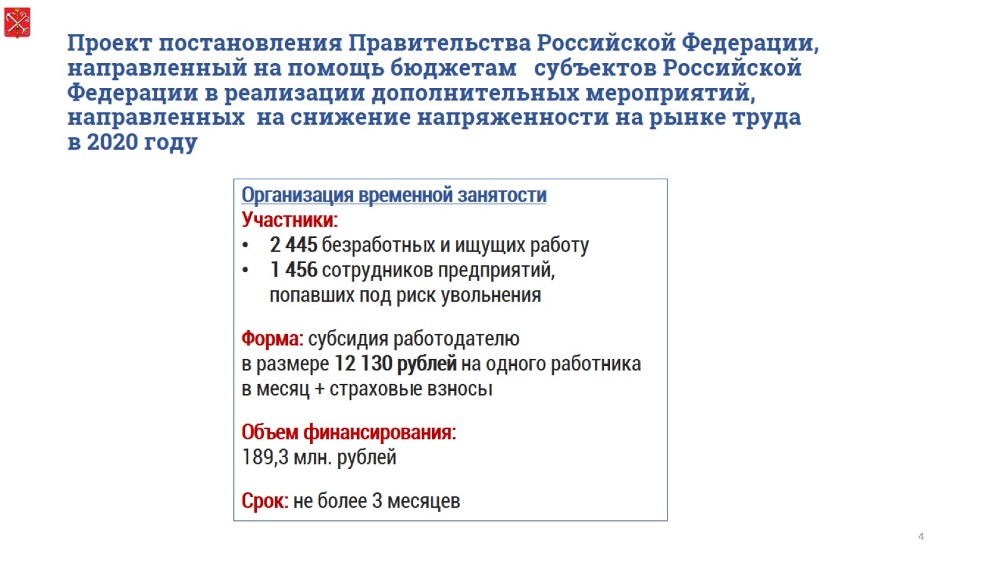 Проект постановления Правительства Российской Федерации,
направленный на помощь бюджетам субъектов Российской
Федерации в реализации дополнительных мероприятий,
направленных на снижение напряженности на рынке труда
в 2020 году
Организация временной занятости
Участники:
• 2 445 безработных и ищущих работу
• 1 456 сотрудников предприятий,
попавших под риск увольнения
Форма: субсидия работодателю
в размере 12 130 рублей на одного работника
в месяц + страховые взносы
Объем финансирования:
189,3 млн. рублей
Срок: не более 3 месяцев
4